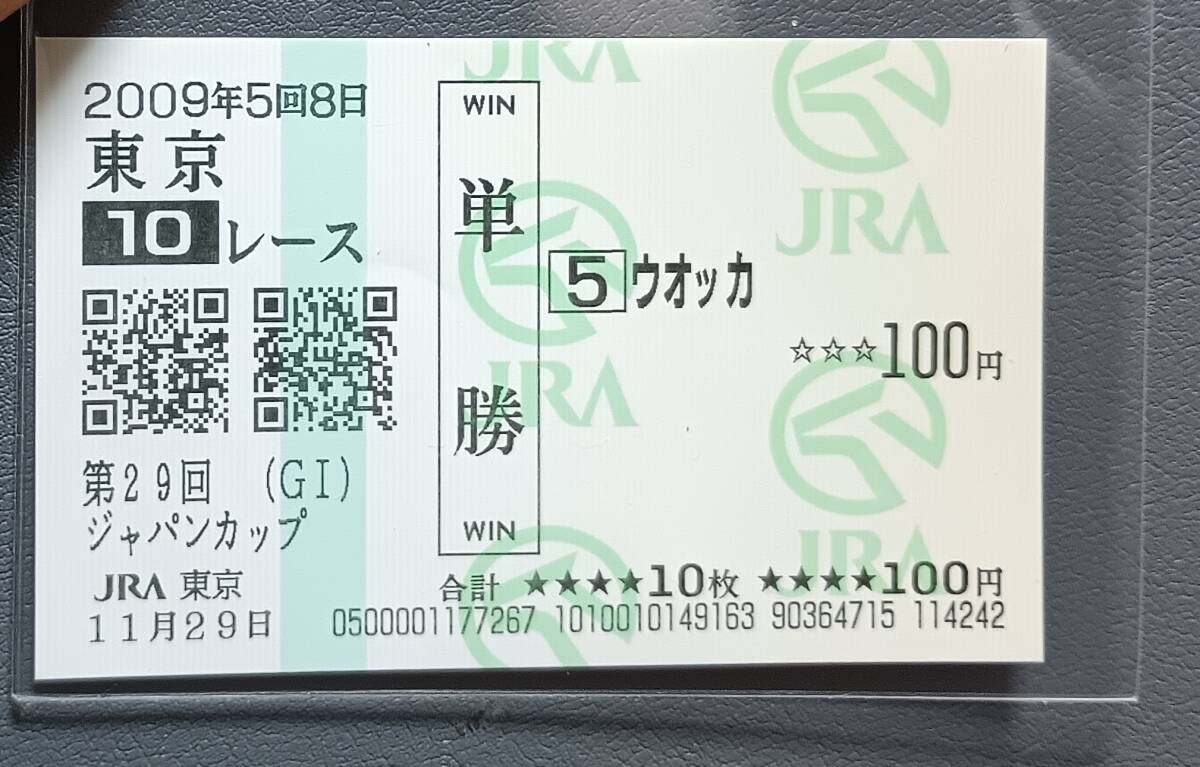 2009年5回8日
東京
10レース
第29回 (GI)
ジャパンカップ
JRA 東京
11月29日
WIN
単勝
WIN
5 ウオッカ
☆☆☆100円
合計 ★★★★10枚 ★★★★100円
0500001177267 1010010149163 90364715 114242
JRA
JRA
JRA
JRA